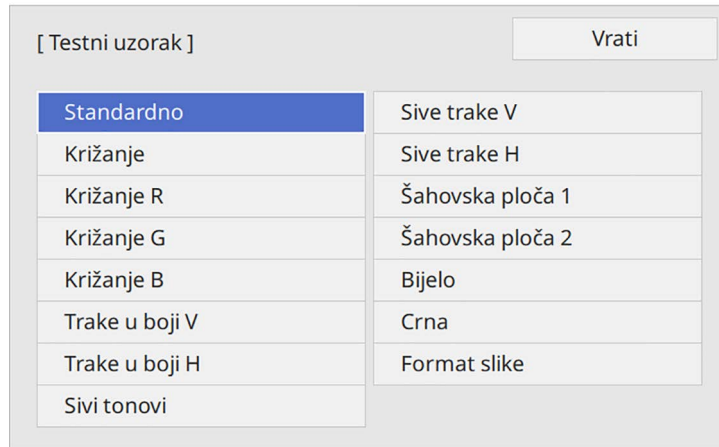 [ Testni uzorak ]
Vrati
Standardno
Križanje
Križanje R
Križanje G
Križanje B
Trake u boji V
Trake u boji H
Sivi tonovi
Sive trake V
Sive trake H
Šahovska ploča 1
Šahovska ploča 2
Bijelo
Crna
Format slike